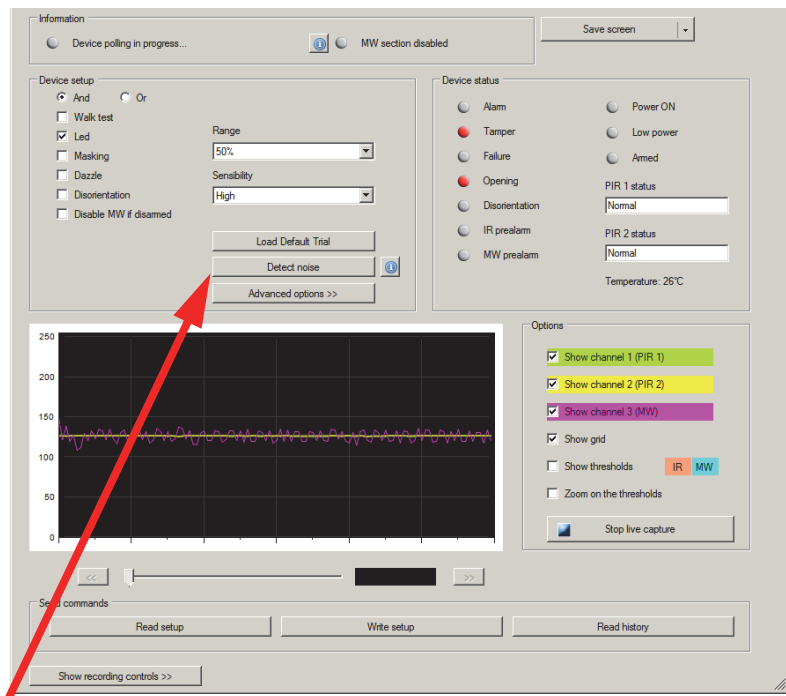 Information
Device polling in progress...
MW section disabled
Save screen
Device setup
And
Or
Walk test
Led
Masking
Dazzle
Disorientation
Disable MW if disarmed
Range
50%
Sensibility
High
Load Default Trial
Detect noise
Advanced options >>
Device status
Alarm
Tamper
Failure
Opening
Disorientation
IR prealarm
MW prealarm
Power ON
Low power
Armed
PIR 1 status
Normal
PIR 2 status
Normal
Temperature: 26°C
250
200
150
100
50
0
Options
Show channel 1 (PIR 1)
Show channel 2 (PIR 2)
Show channel 3 (MW)
Show grid
Show thresholds IR MW
Zoom on the thresholds
Stop live capture
<<
>>
Send commands
Read setup
Write setup
Read history
Show recording controls >>